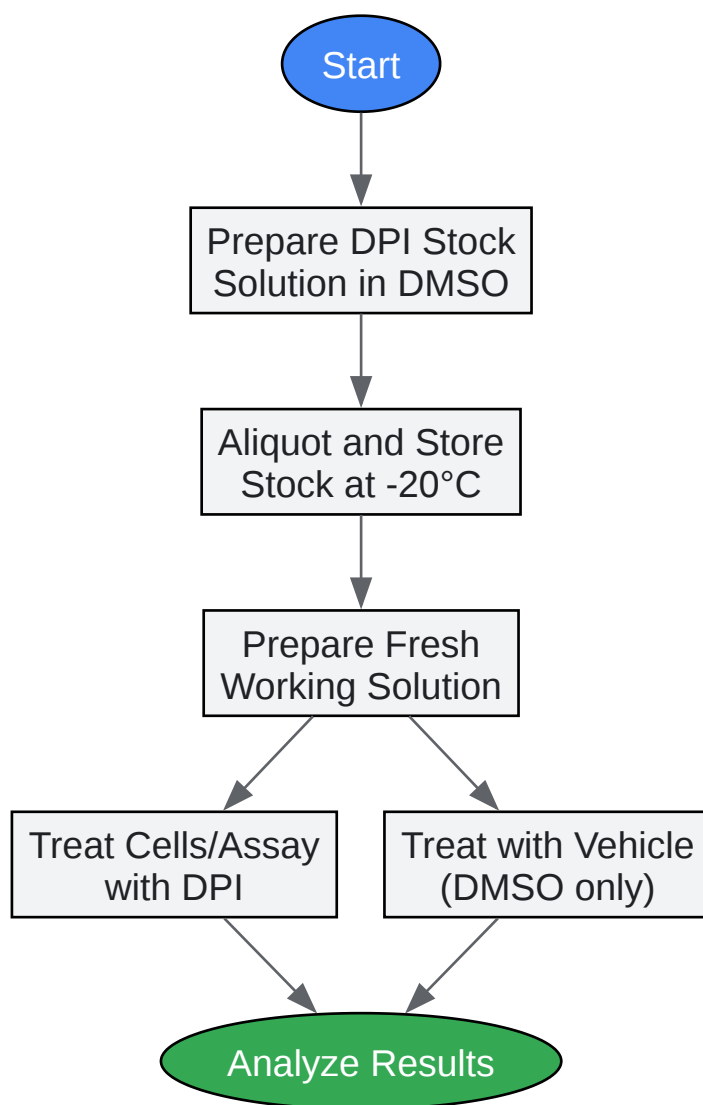 Start
Prepare DPI Stock
Solution in DMSO
Aliquot and Store
Stock at -20°C
Prepare Fresh
Working Solution
Treat Cells/Assay
with DPI
Treat with Vehicle
(DMSO only)
Analyze Results